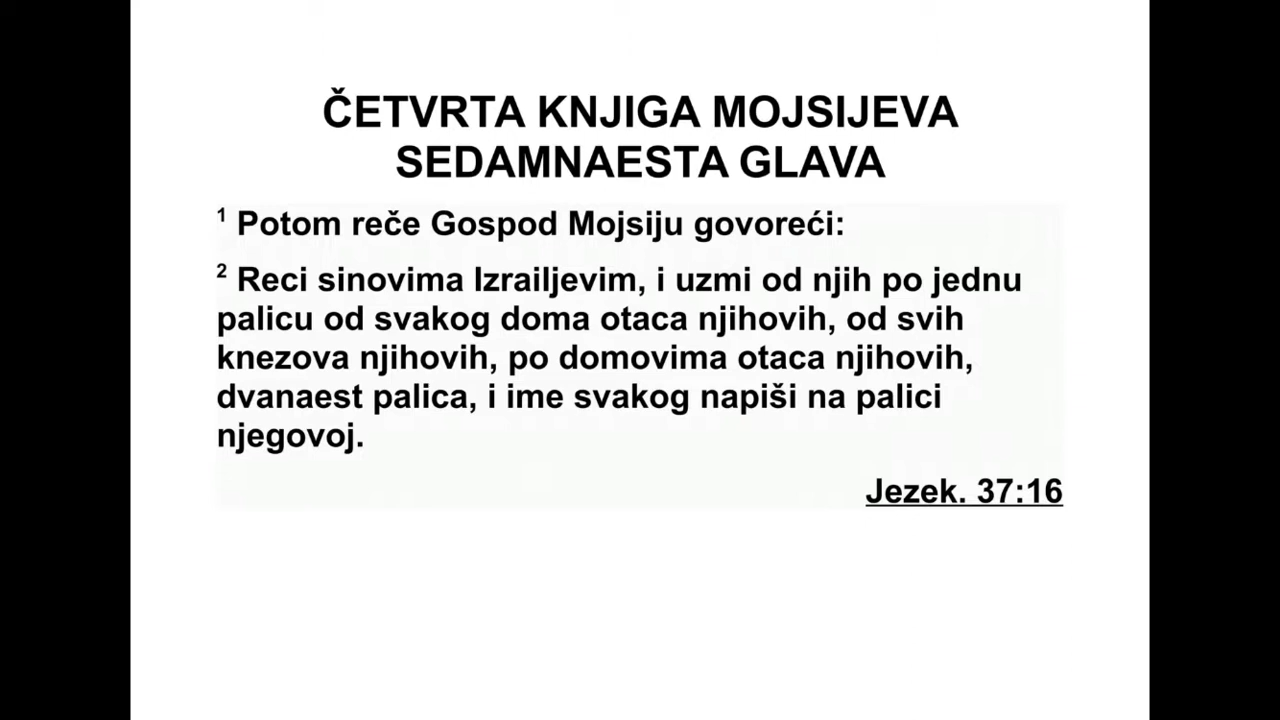 ČETVRTA KNJIGA MOJSIJEVA
SEDAMNAESTA GLAVA
1 Potom reče Gospod Mojsiju govoreći:
2 Reci sinovima Izrailjevim, i uzmi od njih po jednu
palicu od svakog doma otaca njihovih, od svih
knezova njihovih, po domovima otaca njihovih,
dvanaest palica, i ime svakog napiši na palici
njegovoj.
Jezek. 37:16